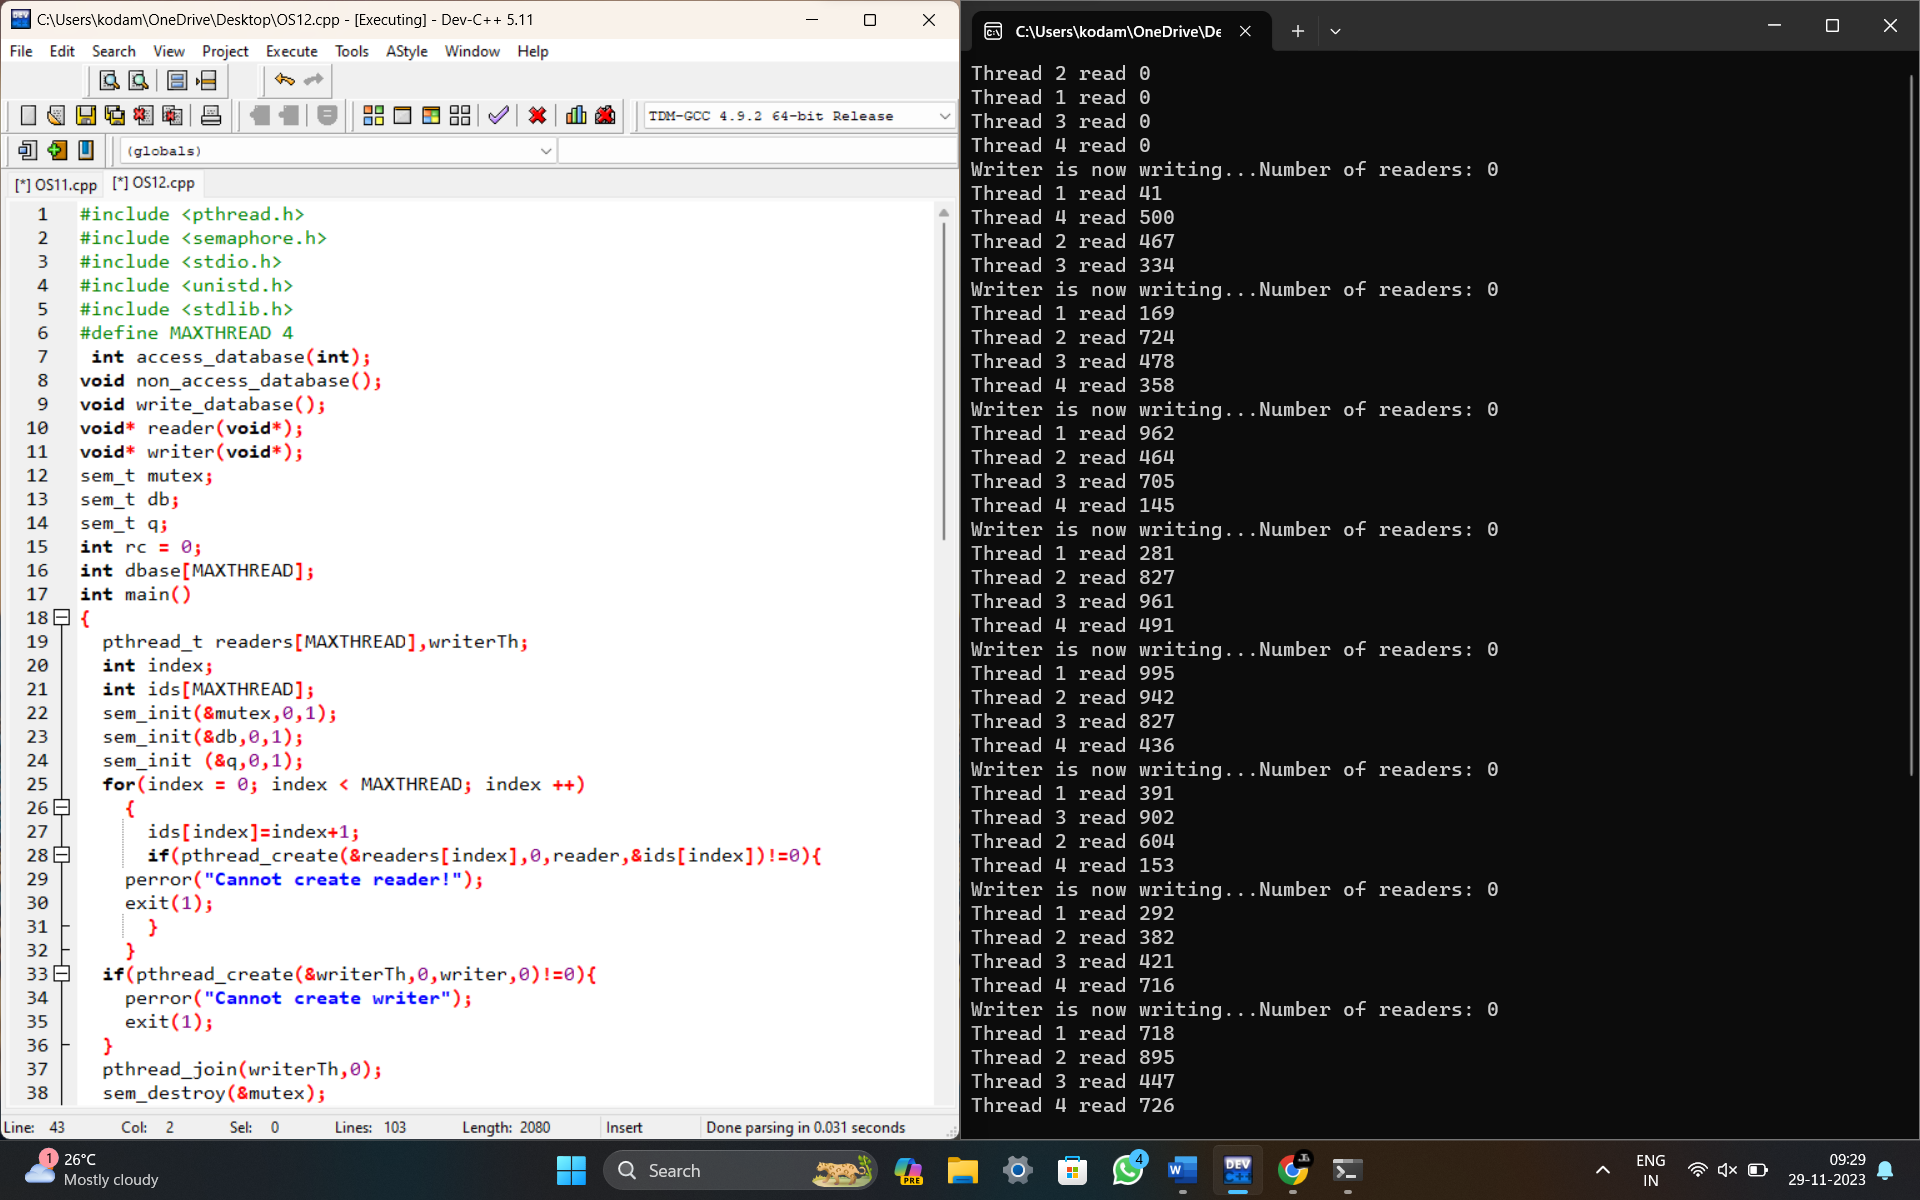 C:\Users\kodam\OneDrive\Desktop\OS12.cpp - [Executing] - Dev-C++ 5.11
File Edit Search View Project Execute Tools AStyle Window Help
TDM-GCC 4.9.2 64-bit Release
(globals)
[*] OS11.cpp [*] OS12.cpp
1 #include <pthread.h>
2 #include <semaphore.h>
3 #include <stdio.h>
4 #include <unistd.h>
5 #include <stdlib.h>
6 #define MAXTHREAD 4
7 int access_database(int);
8 void non_access_database();
9 void write_database();
10 void* reader(void*);
11 void* writer(void*);
12 sem_t mutex;
13 sem_t db;
14 sem_t q;
15 int rc = 0;
16 int dbase[MAXTHREAD];
17 int main()
18 {
19 pthread_t readers[MAXTHREAD],writerTh;
20 int index;
21 int ids[MAXTHREAD];
22 sem_init(&mutex,0,1);
23 sem_init(&db,0,1);
24 sem_init (&q,0,1);
25 for(index = 0; index < MAXTHREAD; index ++)
26 {
27 ids[index]=index+1;
28 if(pthread_create(&readers[index],0,reader,&ids[index])!=0){
29 perror("Cannot create reader!");
30 exit(1);
31 }
32 }
33 if(pthread_create(&writerTh,0,writer,0)!=0){
34 perror("Cannot create writer");
35 exit(1);
36 }
37 pthread_join(writerTh,0);
38 sem_destroy(&mutex);
Line: 43 Col: 2 Sel: 0 Lines: 103 Length: 2080 Insert Done parsing in 0.031 seconds
C:\Users\kodam\OneDrive\De
Thread 2 read 0
Thread 1 read 0
Thread 3 read 0
Thread 4 read 0
Writer is now writing...Number of readers: 0
Thread 1 read 41
Thread 4 read 500
Thread 2 read 467
Thread 3 read 334
Writer is now writing...Number of readers: 0
Thread 1 read 169
Thread 2 read 724
Thread 3 read 478
Thread 4 read 358
Writer is now writing...Number of readers: 0
Thread 1 read 962
Thread 2 read 464
Thread 3 read 705
Thread 4 read 145
Writer is now writing...Number of readers: 0
Thread 1 read 281
Thread 2 read 827
Thread 3 read 961
Thread 4 read 491
Writer is now writing...Number of readers: 0
Thread 1 read 995
Thread 2 read 942
Thread 3 read 827
Thread 4 read 436
Writer is now writing...Number of readers: 0
Thread 1 read 391
Thread 3 read 902
Thread 2 read 604
Thread 4 read 153
Writer is now writing...Number of readers: 0
Thread 1 read 292
Thread 2 read 382
Thread 3 read 421
Thread 4 read 716
Writer is now writing...Number of readers: 0
Thread 1 read 718
Thread 2 read 895
Thread 3 read 447
Thread 4 read 726
1
26°C
Mostly cloudy
Search
PRE
4
DEV
C++
ENG
IN
09:29
29-11-2023